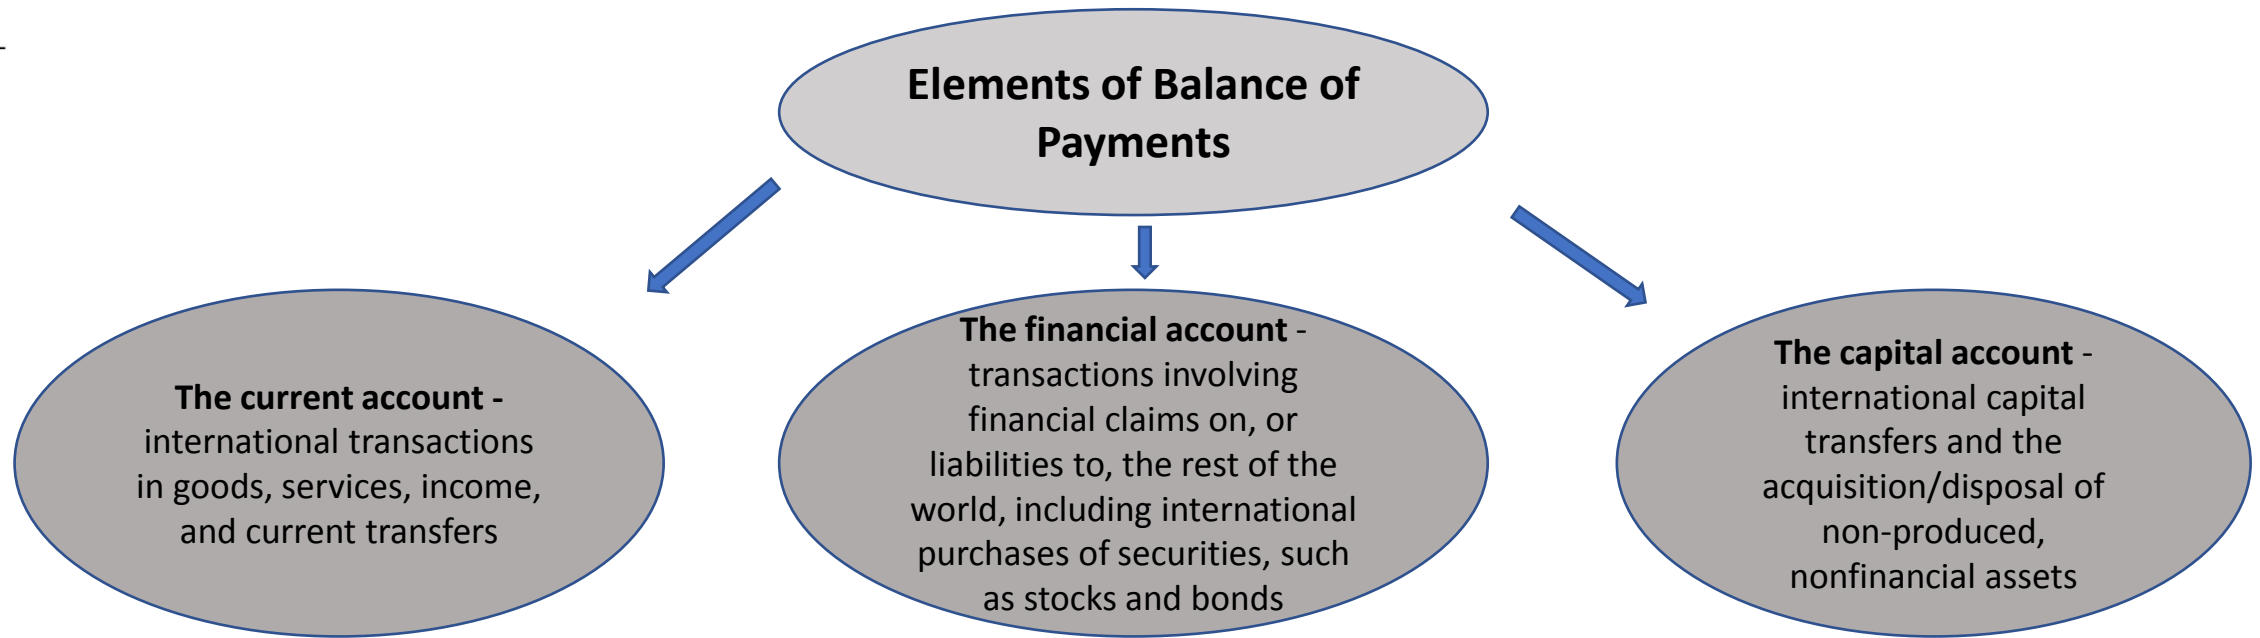 Elements of Balance of
Payments
The current account -
international transactions
in goods, services, income,
and current transfers
The financial account -
transactions involving
financial claims on, or
liabilities to, the rest of the
world, including international
purchases of securities, such
as stocks and bonds
The capital account -
international capital
transfers and the
acquisition/disposal of
non-produced,
nonfinancial assets